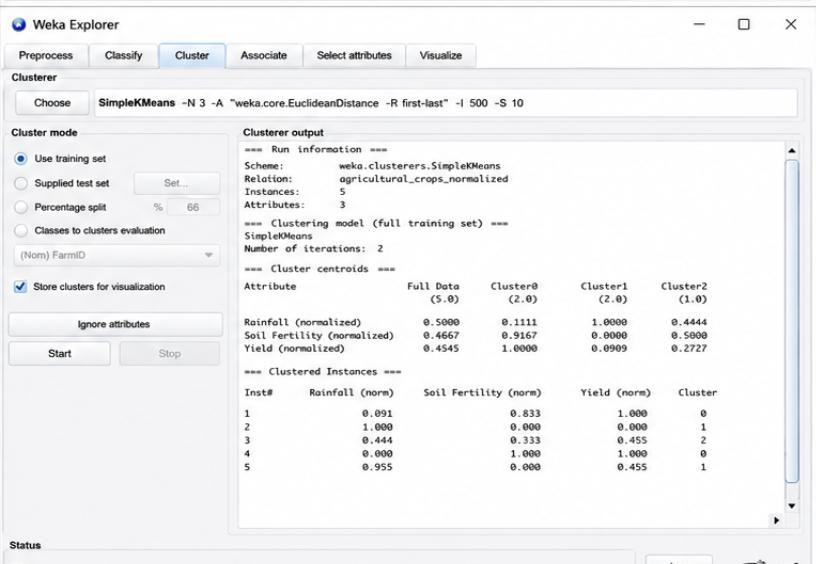 Weka Explorer
Preprocess Classify Cluster Associate Select attributes Visualize
Clusterer
Choose SimpleKMeans -N 3 -A "weka.core.EuclideanDistance -R first-last" -I 500 -S 10
Cluster mode
Use training set
Supplied test set Set...
Percentage split % 66
Classes to clusters evaluation
(Nom) FarmID
Store clusters for visualization
Ignore attributes
Start Stop
Clusterer output
=== Run information ===
Scheme: weka.clusterers.SimpleKMeans
Relation: agricultural_crops_normalized
Instances: 5
Attributes: 3
=== Clustering model (full training set) ===
SimpleKMeans
Number of iterations: 2
=== Cluster centroids ===
Attribute Full Data Cluster0 Cluster1 Cluster2
(5.0) (2.0) (2.0) (1.0)
Rainfall (normalized) 0.5000 0.1111 1.0000 0.4444
Soil Fertility (normalized) 0.4667 0.9167 0.0000 0.5000
Yield (normalized) 0.4545 1.0000 0.0909 0.2727
=== Clustered Instances ===
Inst# Rainfall (norm) Soil Fertility (norm) Yield (norm) Cluster
1 0.091 0.833 1.000 0
2 1.000 0.000 0.000 1
3 0.444 0.333 0.455 2
4 0.000 1.000 1.000 0
5 0.955 0.000 0.455 1
Status